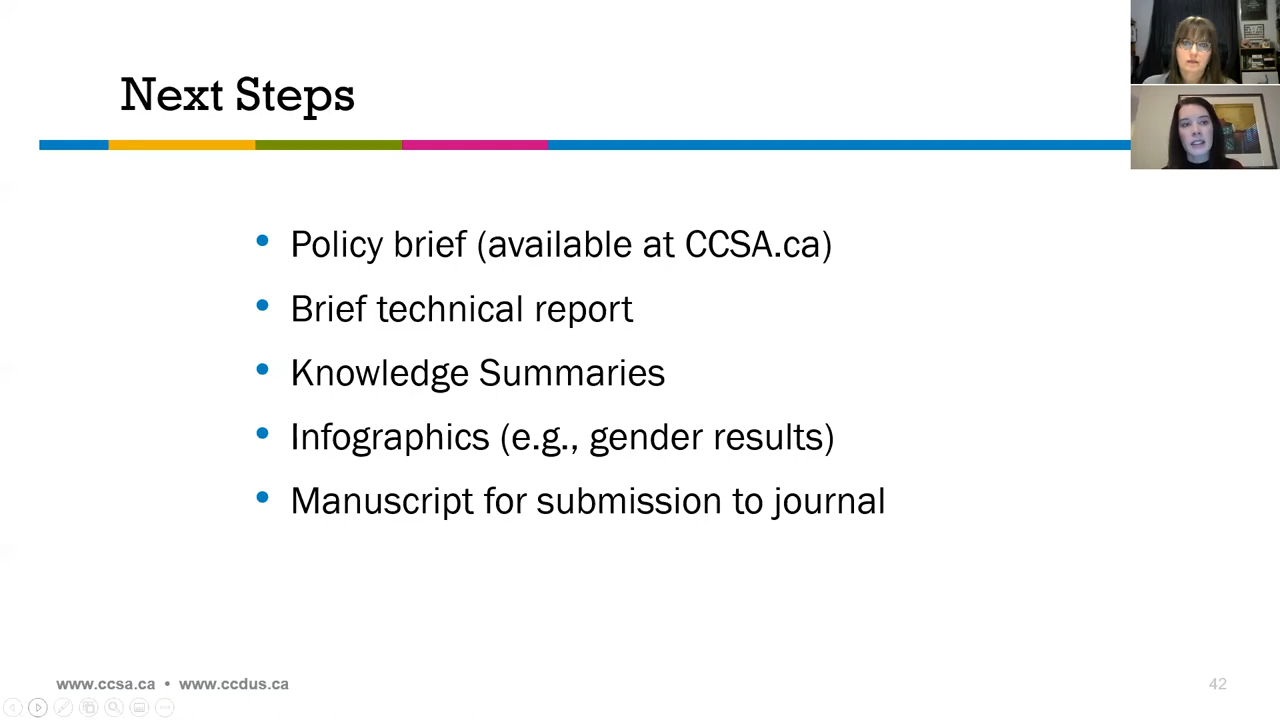 Next Steps
• Policy brief (available at CCSA.ca)
• Brief technical report
• Knowledge Summaries
• Infographics (e.g., gender results)
• Manuscript for submission to journal
www.ccsa.ca • www.ccdus.ca
42